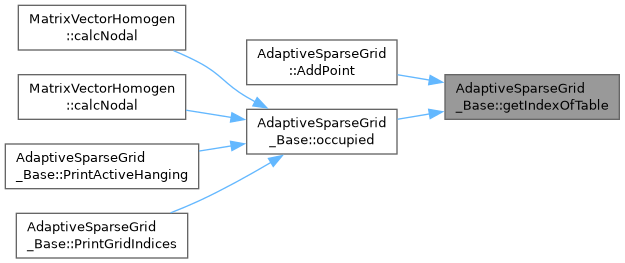 MatrixVectorHomogen
::calcNodal
MatrixVectorHomogen
::calcNodal
AdaptiveSparseGrid
_Base::PrintActiveHanging
AdaptiveSparseGrid
_Base::PrintGridIndices
AdaptiveSparseGrid
::AddPoint
AdaptiveSparseGrid
_Base::occupied
AdaptiveSparseGrid
_Base::getIndexOfTable